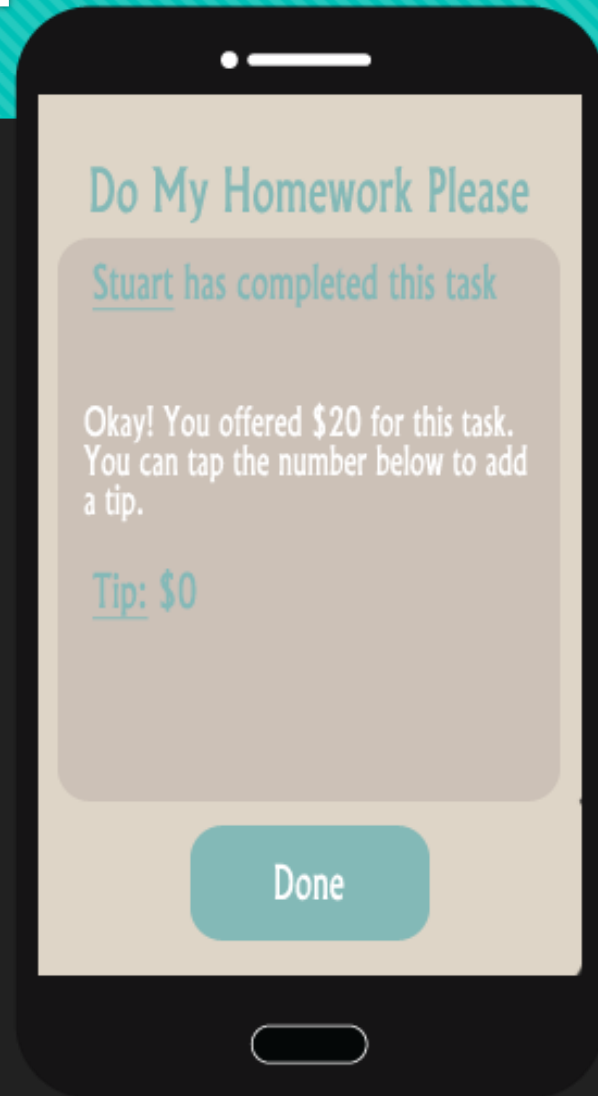 Do My Homework Please
Stuart has completed this task
Okay! You offered $20 for this task.
You can tap the number below to add
a tip.
Tip: $0
Done